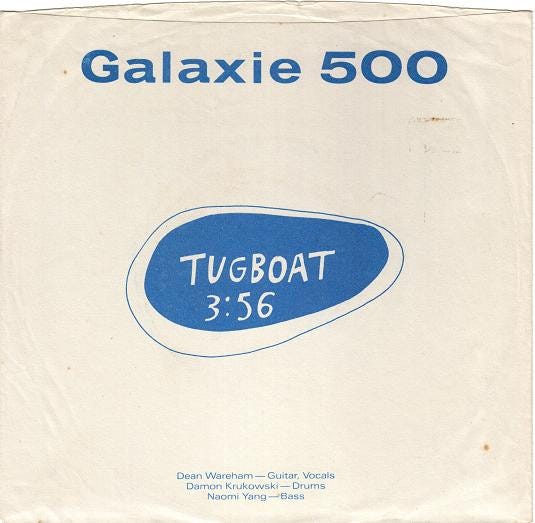 Galaxie 500
TUGBOAT
3:56
Dean Wareham — Guitar, Vocals
Damon Krukowski — Drums
Naomi Yang — Bass